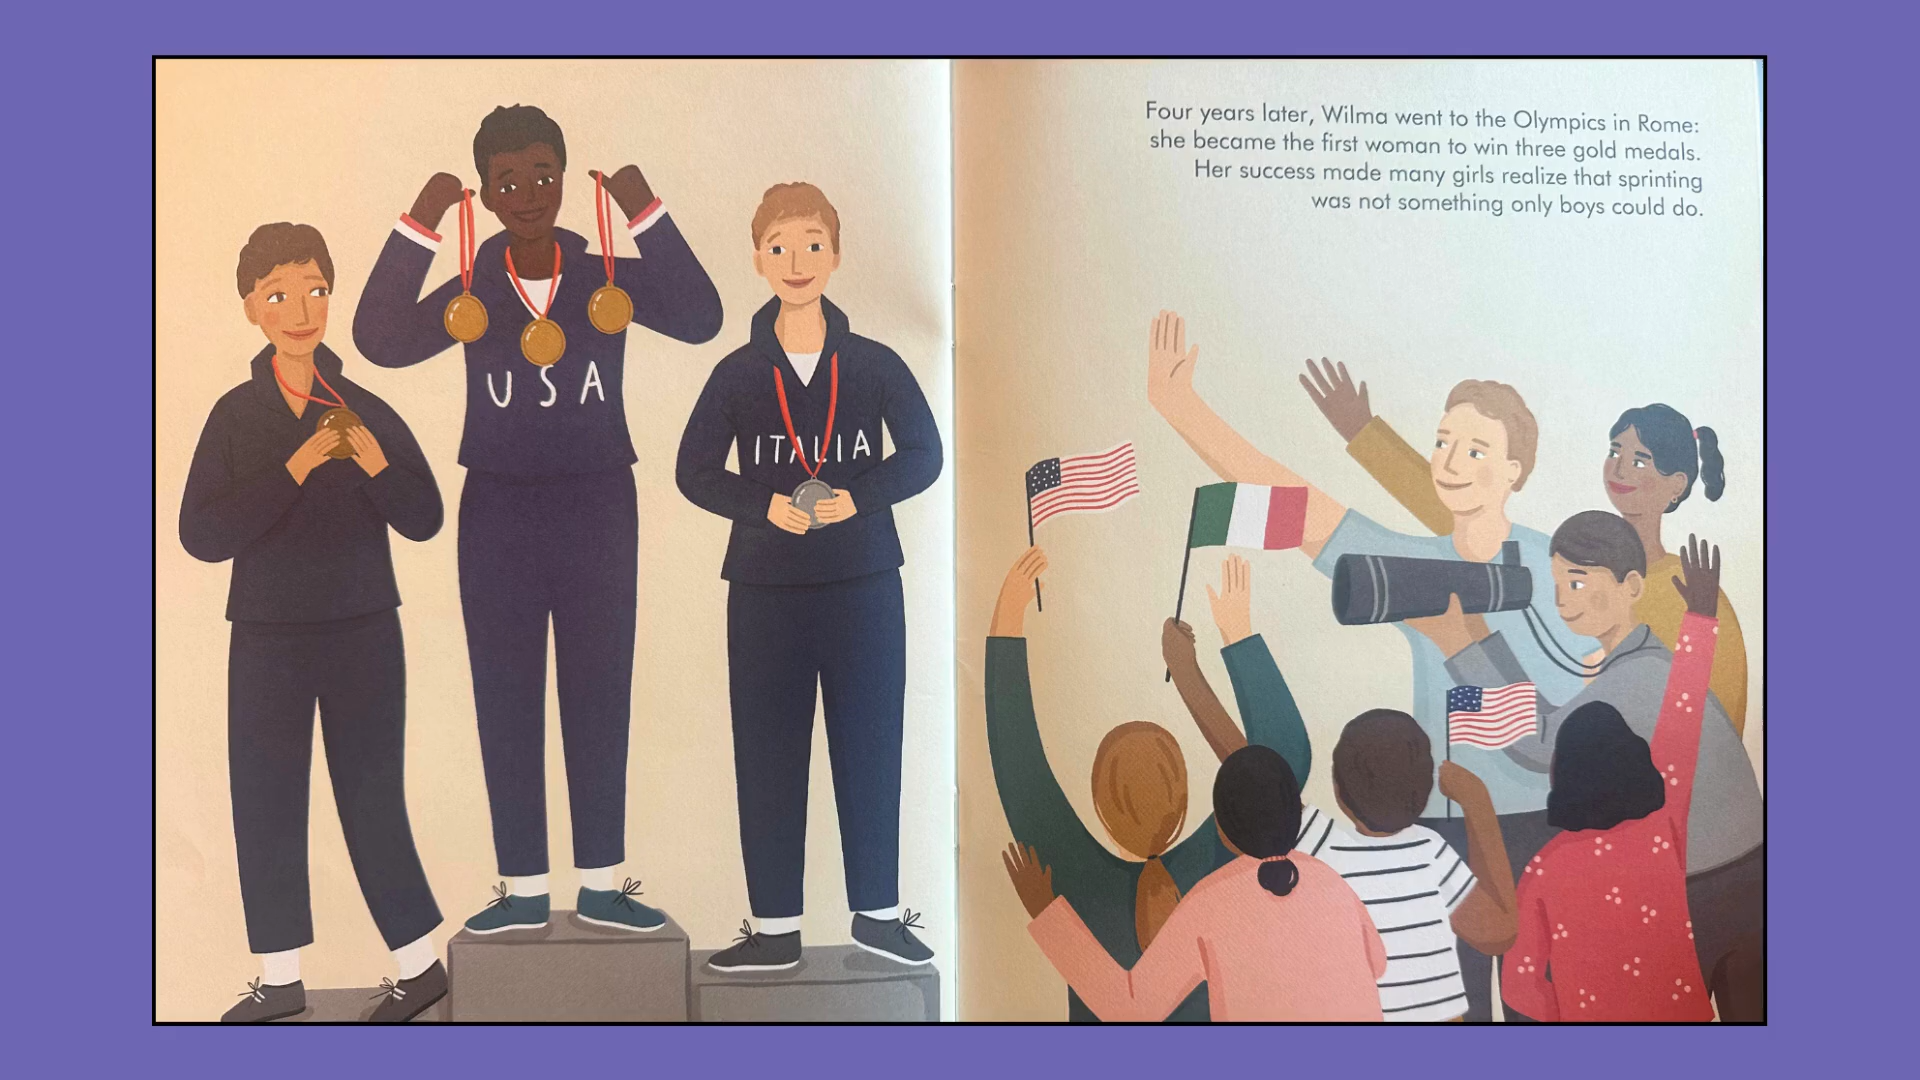 USA
ITALIA
Four years later, Wilma went to the Olympics in Rome:
she became the first woman to win three gold medals.
Her success made many girls realize that sprinting
was not something only boys could do.